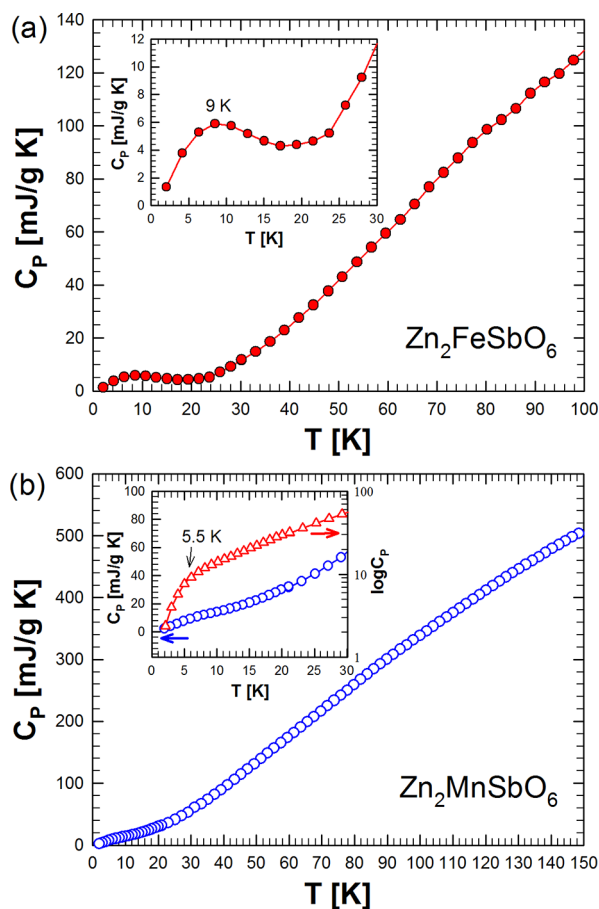 (a)
140
120
100
80
60
40
20
0
C_P [mJ/g K]
12
10
8
6
4
2
0
C_P [mJ/g K]
9 K
0 5 10 15 20 25 30
T [K]
Zn₂FeSbO₆
0 10 20 30 40 50 60 70 80 90 100
T [K]
(b)
600
500
400
300
200
100
0
C_P [mJ/g K]
100
80
60
40
20
0
C_P [mJ/g K]
5.5 K
100
10
1
logC_P
0 5 10 15 20 25 30
T [K]
Zn₂MnSbO₆
0 10 20 30 40 50 60 70 80 90 100 110 120 130 140 150
T [K]